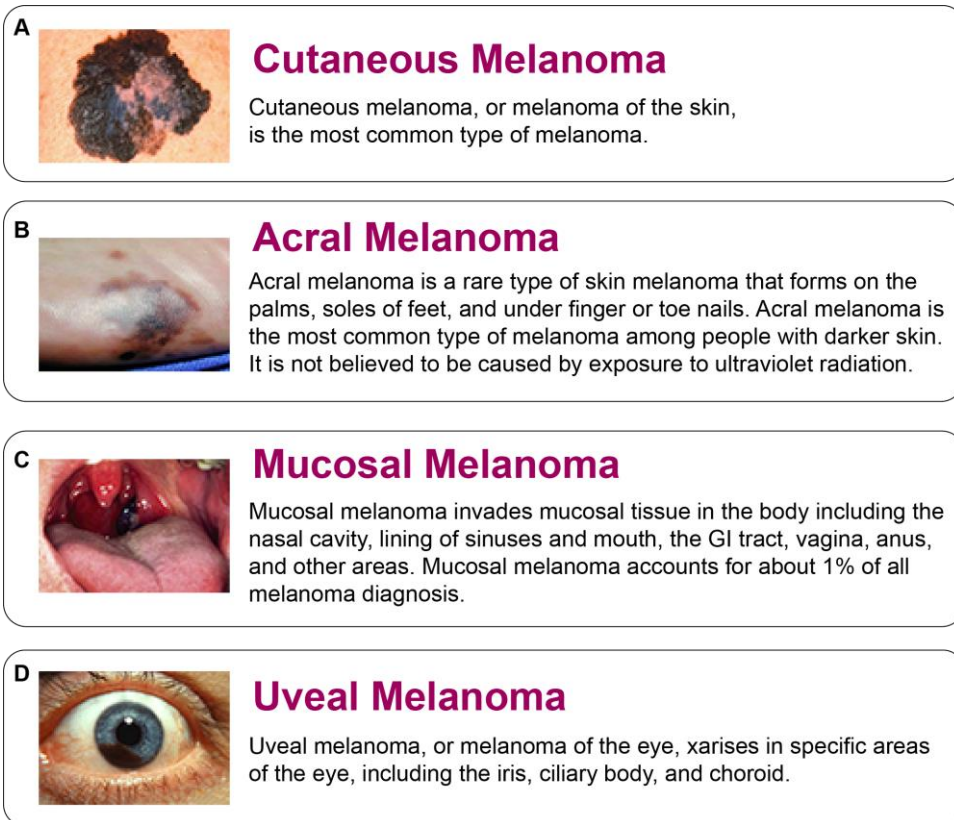 A
Cutaneous Melanoma
Cutaneous melanoma, or melanoma of the skin,
is the most common type of melanoma.
B
Acral Melanoma
Acral melanoma is a rare type of skin melanoma that forms on the
palms, soles of feet, and under finger or toe nails. Acral melanoma is
the most common type of melanoma among people with darker skin.
It is not believed to be caused by exposure to ultraviolet radiation.
C
Mucosal Melanoma
Mucosal melanoma invades mucosal tissue in the body including the
nasal cavity, lining of sinuses and mouth, the GI tract, vagina, anus,
and other areas. Mucosal melanoma accounts for about 1% of all
melanoma diagnosis.
D
Uveal Melanoma
Uveal melanoma, or melanoma of the eye, xarises in specific areas
of the eye, including the iris, ciliary body, and choroid.